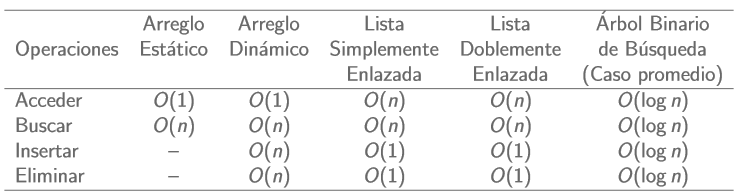 Arreglo Arreglo Lista Lista Árbol Binario
Operaciones Estático Dinámico Simplemente Doblemente de Búsqueda
Enlazada Enlazada (Caso promedio)
Acceder O(1) O(1) O(n) O(n) O(log n)
Buscar O(n) O(n) O(n) O(n) O(log n)
Insertar – O(n) O(1) O(1) O(log n)
Eliminar – O(n) O(1) O(1) O(log n)